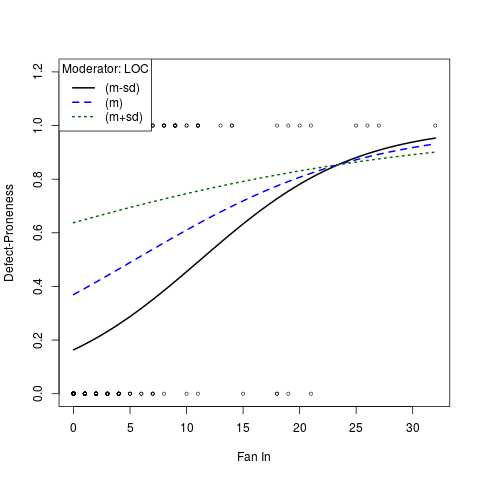 Moderator: LOC
(m-sd)
(m)
(m+sd)
1.2
1.0
0.8
0.6
0.4
0.2
0.0
Defect-Proneness
0 5 10 15 20 25 30
Fan In